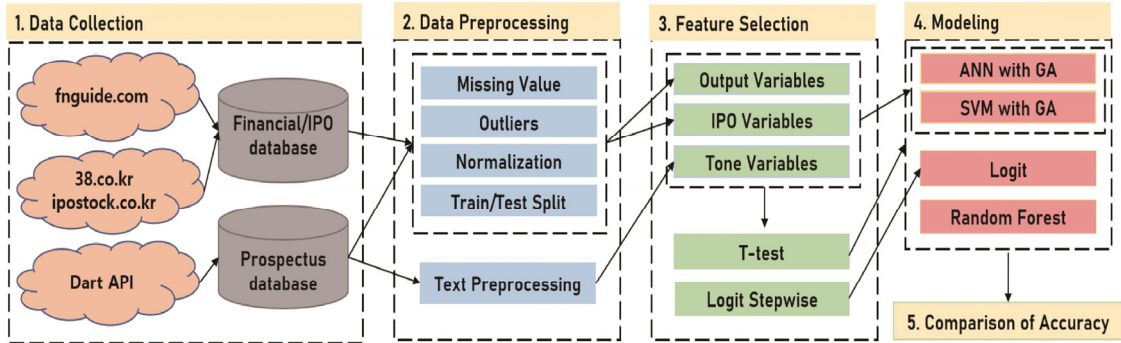 1. Data Collection
fnguide.com
38.co.kr
ipostock.co.kr
Dart API
Financial/IPO
database
Prospectus
database
2. Data Preprocessing
Missing Value
Outliers
Normalization
Train/Test Split
Text Preprocessing
3. Feature Selection
Output Variables
IPO Variables
Tone Variables
T-test
Logit Stepwise
4. Modeling
ANN with GA
SVM with GA
Logit
Random Forest
5. Comparison of Accuracy